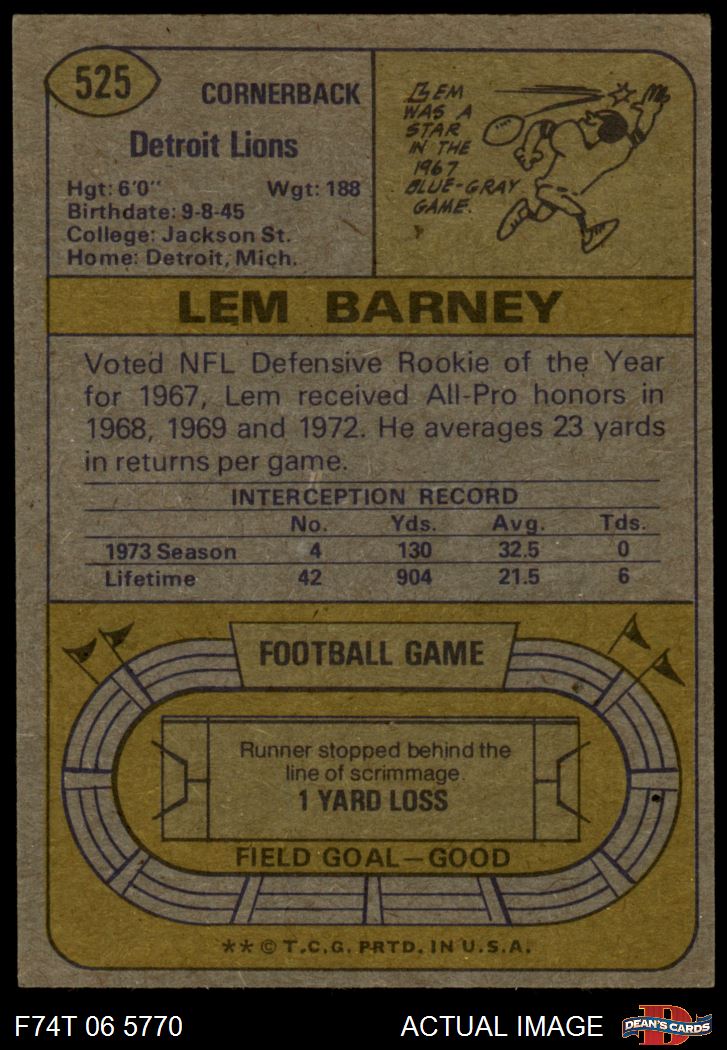 525
CORNERBACK
Detroit Lions
Hgt: 6'0" Wgt: 188
Birthdate: 9-8-45
College: Jackson St.
Home: Detroit, Mich.
LEM
WAS A
STAR
IN THE
1967
BLUE-GRAY
GAME.
LEM BARNEY
Voted NFL Defensive Rookie of the Year
for 1967, Lem received All-Pro honors in
1968, 1969 and 1972. He averages 23 yards
in returns per game.
INTERCEPTION RECORD
No. Yds. Avg. Tds.
1973 Season 4 130 32.5 0
Lifetime 42 904 21.5 6
FOOTBALL GAME
Runner stopped behind the
line of scrimmage.
1 YARD LOSS
FIELD GOAL—GOOD
** © T.C.G. PRTD. IN U.S.A.
F74T 06 5770 ACTUAL IMAGE
D
DEAN'S CARDS